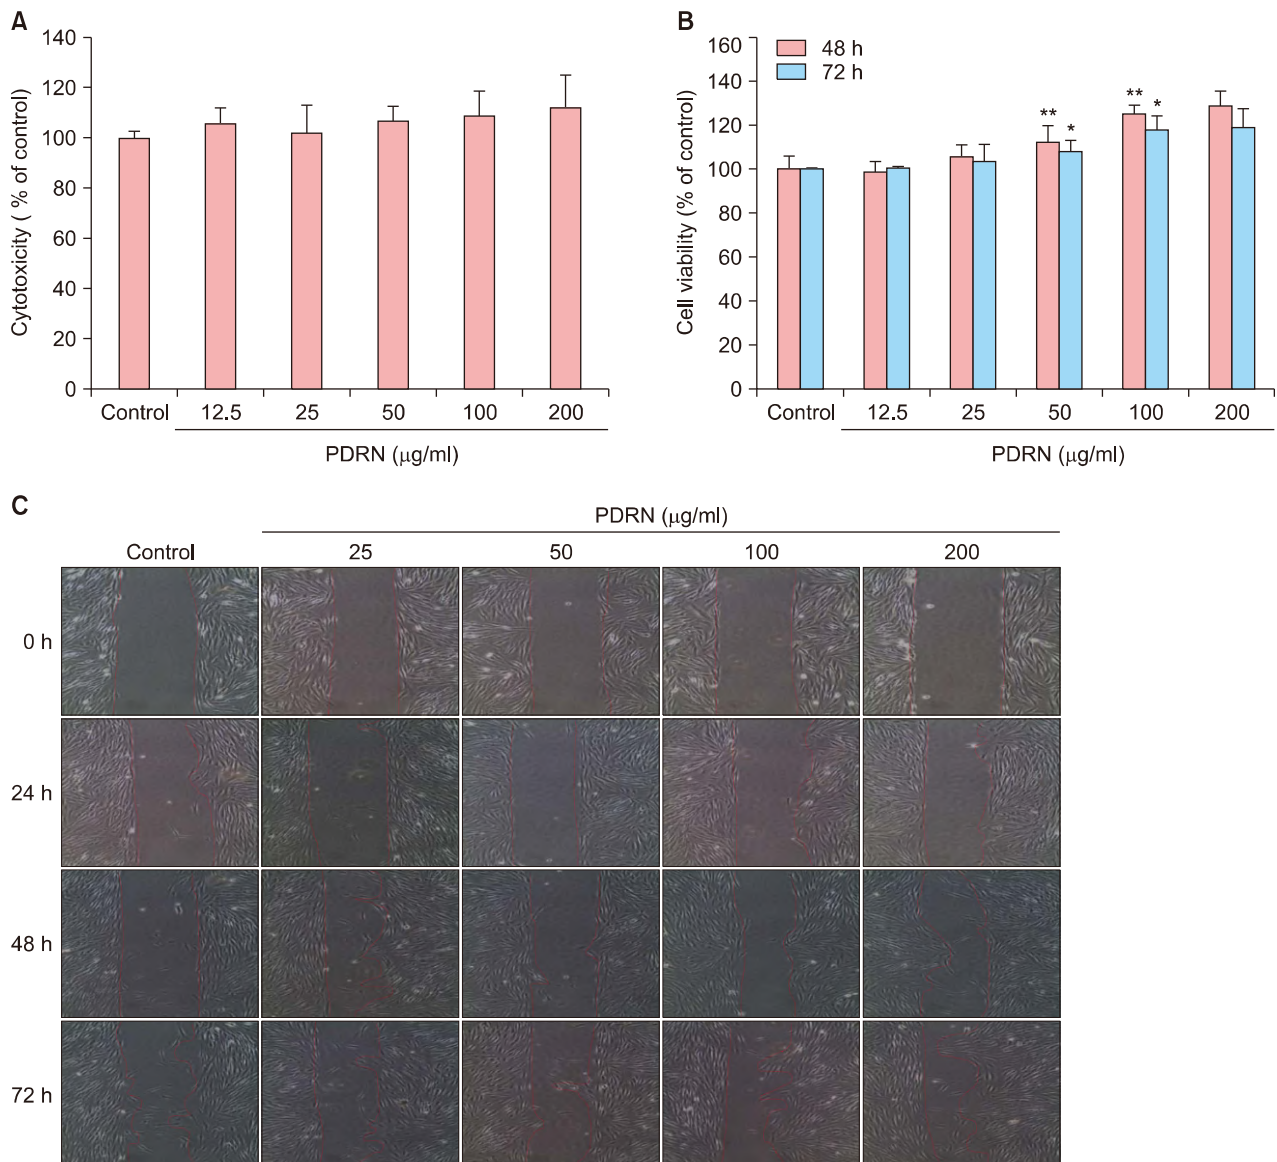 A
Cytotoxicity ( % of control)
140
120
100
80
60
40
20
0
Control 12.5 25 50 100 200
PDRN (μg/ml)
B
Cell viability (% of control)
160
140
120
100
80
60
40
20
0
48 h
72 h
** * ** *
Control 12.5 25 50 100 200
PDRN (μg/ml)
C
PDRN (μg/ml)
Control 25 50 100 200
0 h
24 h
48 h
72 h